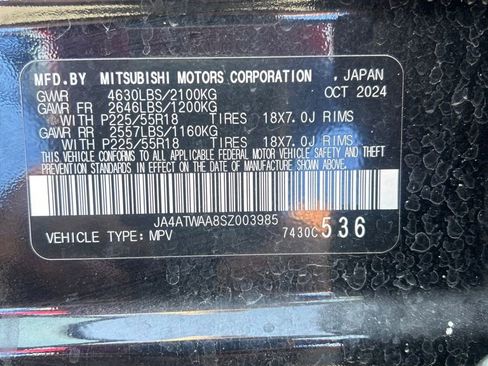 MFD.BY MITSUBISHI MOTORS CORPORATION , JAPAN
GVWR 4630LBS/2100KG OCT 2024
GAWR FR 2646LBS/1200KG
WITH P225/55R18 TIRES 18X7.0J RIMS
GAWR RR 2557LBS/1160KG
WITH P225/55R18 TIRES 18X7.0J RIMS
THIS VEHICLE CONFORMS TO ALL APPLICABLE FEDERAL MOTOR VEHICLE SAFETY AND THEFT
PREVENTION STANDARDS IN EFFECT ON THE DATE OF MANUFACTURE SHOWN ABOVE.
JA4ATWAA8SZ003985
VEHICLE TYPE: MPV 7430C 536